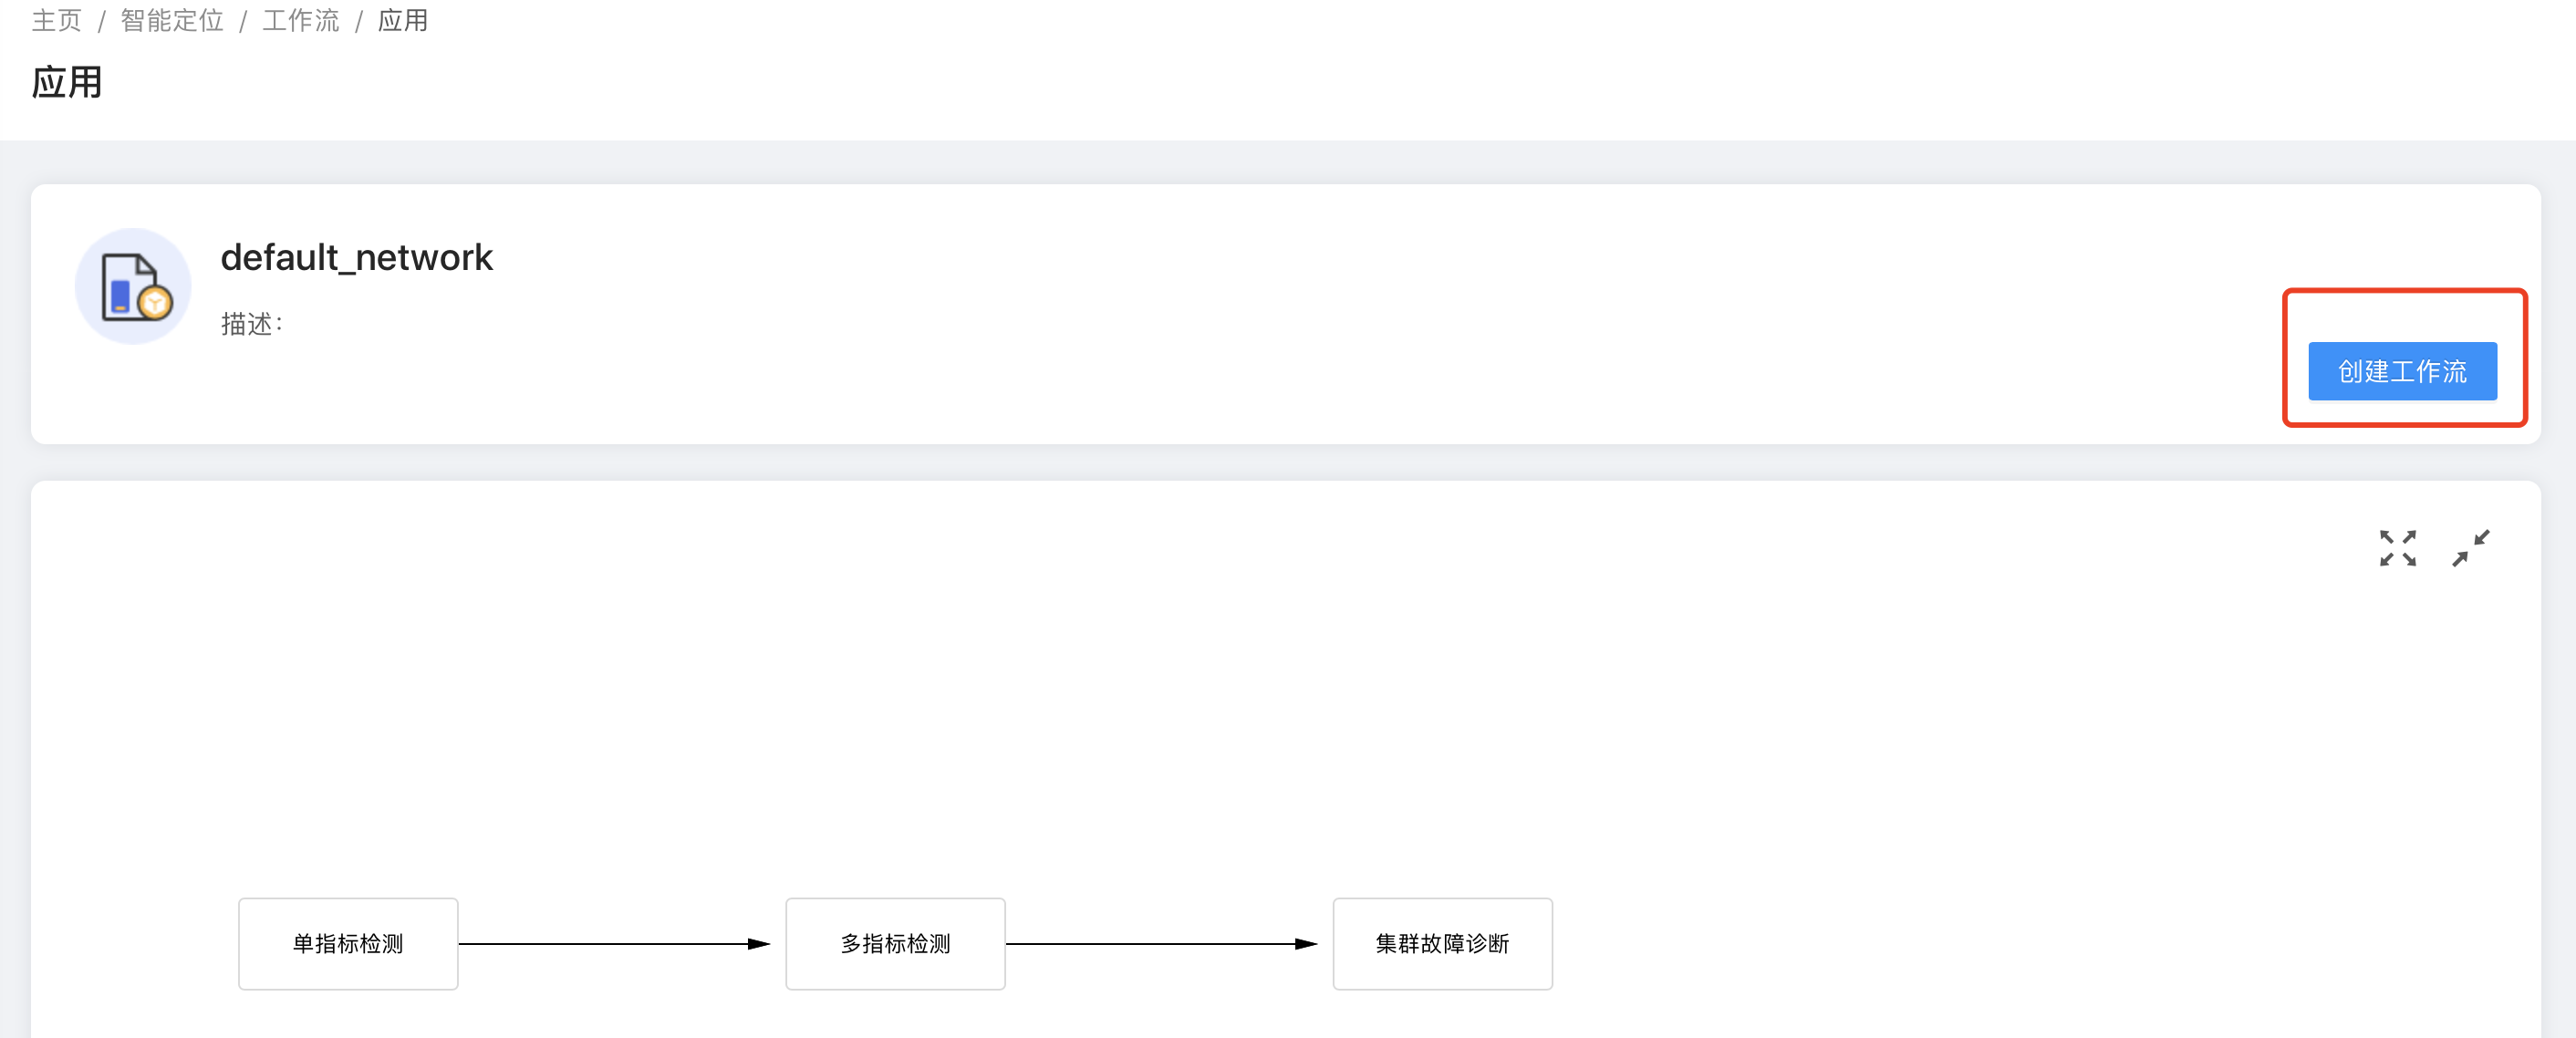 主页 / 智能定位 / 工作流 / 应用
应用
default_network
描述:
创建工作流
单指标检测
多指标检测
集群故障诊断